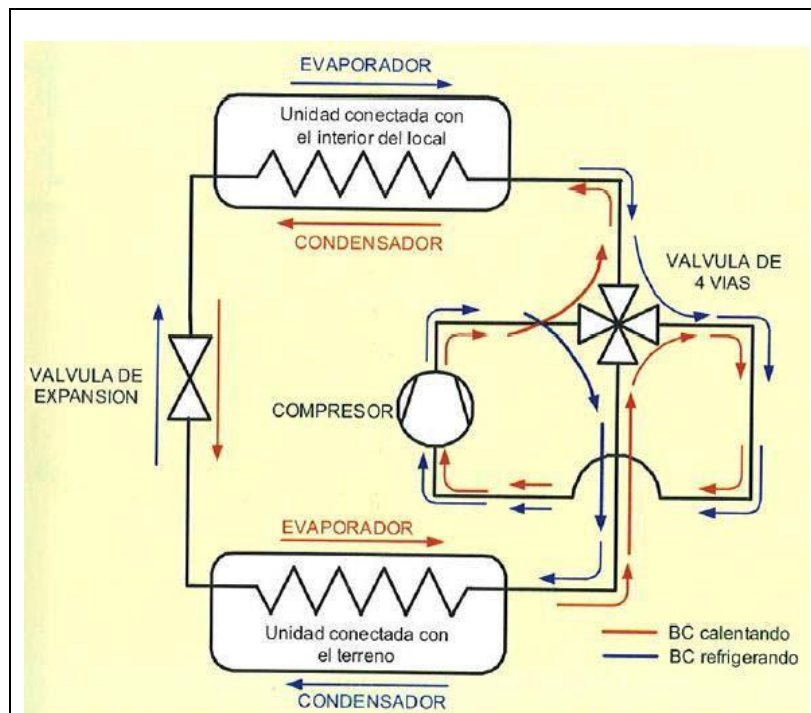 EVAPORADOR
Unidad conectada con
el interior del local
CONDENSADOR
VALVULA DE
4 VIAS
VALVULA DE
EXPANSION
COMPRESOR
EVAPORADOR
Unidad conectada con
el terreno
CONDENSADOR
BC calentando
BC refrigerando